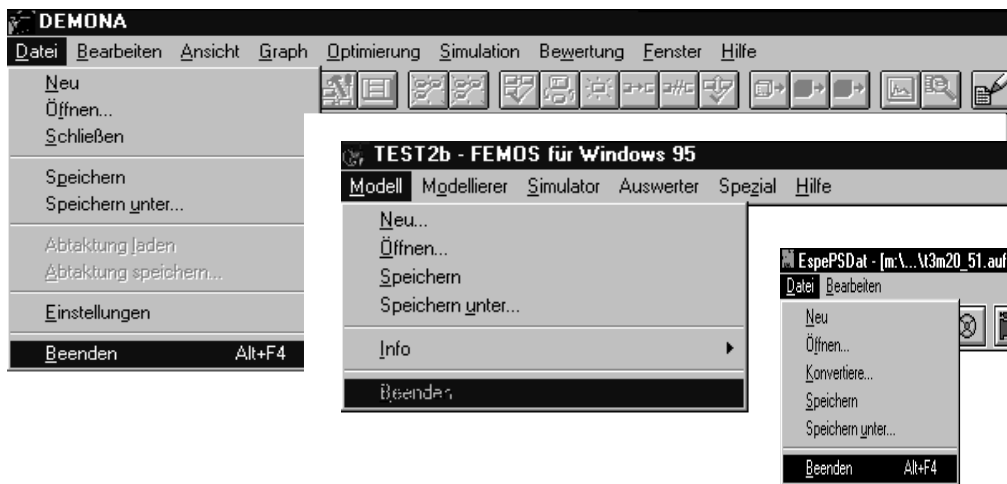 DEMONA
Datei Bearbeiten Ansicht Graph Optimierung Simulation Bewertung Fenster Hilfe
Neu
Öffnen...
Schließen
Speichern
Speichern unter...
Abtaktung laden
Abtaktung speichern...
Einstellungen
Beenden Alt+F4
TEST2b - FEMOS für Windows 95
Modell Modellierer Simulator Auswerter Spezial Hilfe
Neu...
Öffnen...
Speichern
Speichern unter...
Info
Beenden
EspePSDat - [m:\...\t3m20_51.auf
Datei Bearbeiten
Neu
Öffnen...
Konvertiere...
Speichern
Speichern unter...
Beenden Alt+F4